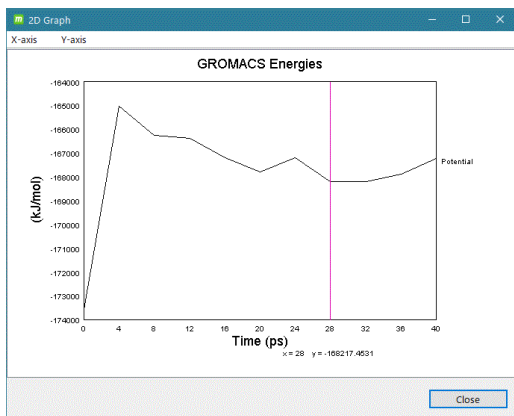 2D Graph
X-axis Y-axis
GROMACS Energies
-164000
-165000
-166000
-167000
-168000
-169000
-170000
-171000
-172000
-173000
-174000
(kJ/mol)
Potential
0 4 8 12 16 20 24 28 32 36 40
Time (ps)
x = 28 y = -168217.4531
Close